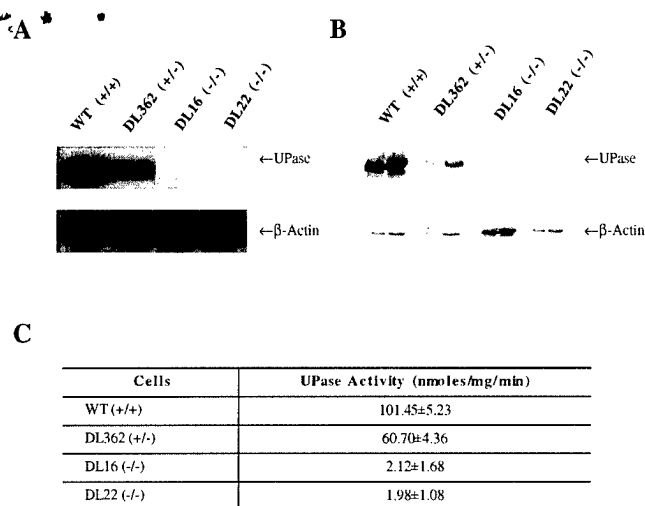 A
B
WT (+/+)
DL362 (+/-)
DL16 (-/-)
DL22 (-/-)
WT (+/+)
DL362 (+/-)
DL16 (-/-)
DL22 (-/-)
←UPase
←UPase
←β-Actin
←β-Actin
C
Cells UPase Activity (nmoles/mg/min)
WT (+/+) 101.45±5.23
DL362 (+/-) 60.70±4.36
DL16 (-/-) 2.12±1.68
DL22 (-/-) 1.98±1.08